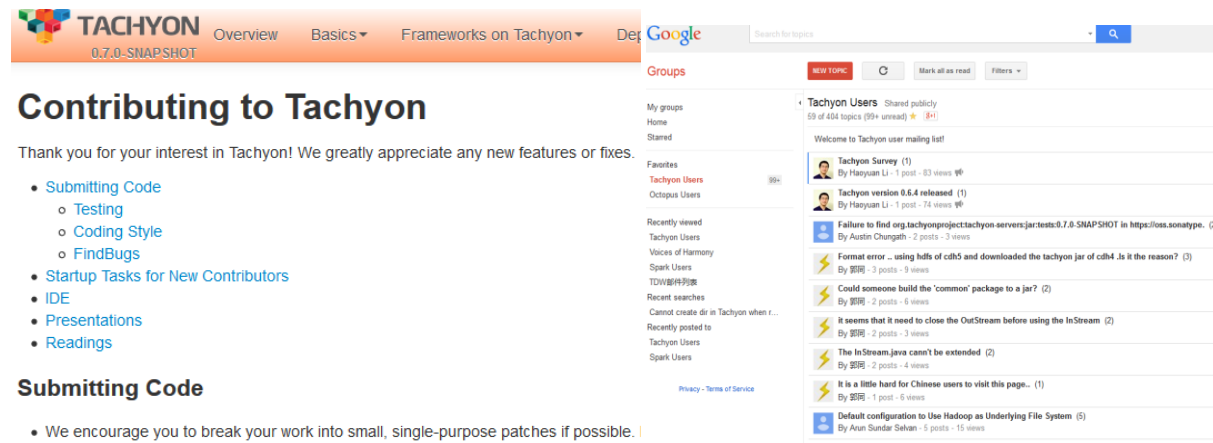 TACHYON
0.7.0-SNAPSHOT
Overview
Basics
Frameworks on Tachyon
Dep
Contributing to Tachyon
Thank you for your interest in Tachyon! We greatly appreciate any new features or fixes.
Submitting Code
Testing
Coding Style
FindBugs
Startup Tasks for New Contributors
IDE
Presentations
Readings
Submitting Code
We encourage you to break your work into small, single-purpose patches if possible.
Google
Search for topics
Groups
NEW TOPIC
Mark all as read
Filters
My groups
Home
Starred
Favorites
Tachyon Users 99+
Octopus Users
Recently viewed
Tachyon Users
Voices of Harmony
Spark Users
TDW邮件列表
Recent searches
Cannot create dir in Tachyon when r...
Recently posted to
Tachyon Users
Spark Users
Privacy - Terms of Service
Tachyon Users Shared publicly
59 of 404 topics (99+ unread)
Welcome to Tachyon user mailing list!
Tachyon Survey (1)
By Haoyuan Li - 1 post - 83 views
Tachyon version 0.6.4 released (1)
By Haoyuan Li - 1 post - 74 views
Failure to find org.tachyonproject:tachyon-servers:jar:tests:0.7.0-SNAPSHOT in https://oss.sonatype. (2
By Austin Chungath - 2 posts - 3 views
Format error .. using hdfs of cdh5 and downloaded the tachyon jar of cdh4 .Is it the reason? (3)
By - 3 posts - 9 views
Could someone build the 'common' package to a jar? (2)
By - 2 posts - 6 views
it seems that it need to close the OutStream before using the InStream (2)
By - 2 posts - 3 views
The InStream.java cann't be extended (2)
By - 2 posts - 4 views
It is a little hard for Chinese users to visit this page.. (1)
By - 1 post - 6 views
Default configuration to Use Hadoop as Underlying File System (5)
By Arun Sundar Selvan - 5 posts - 15 views